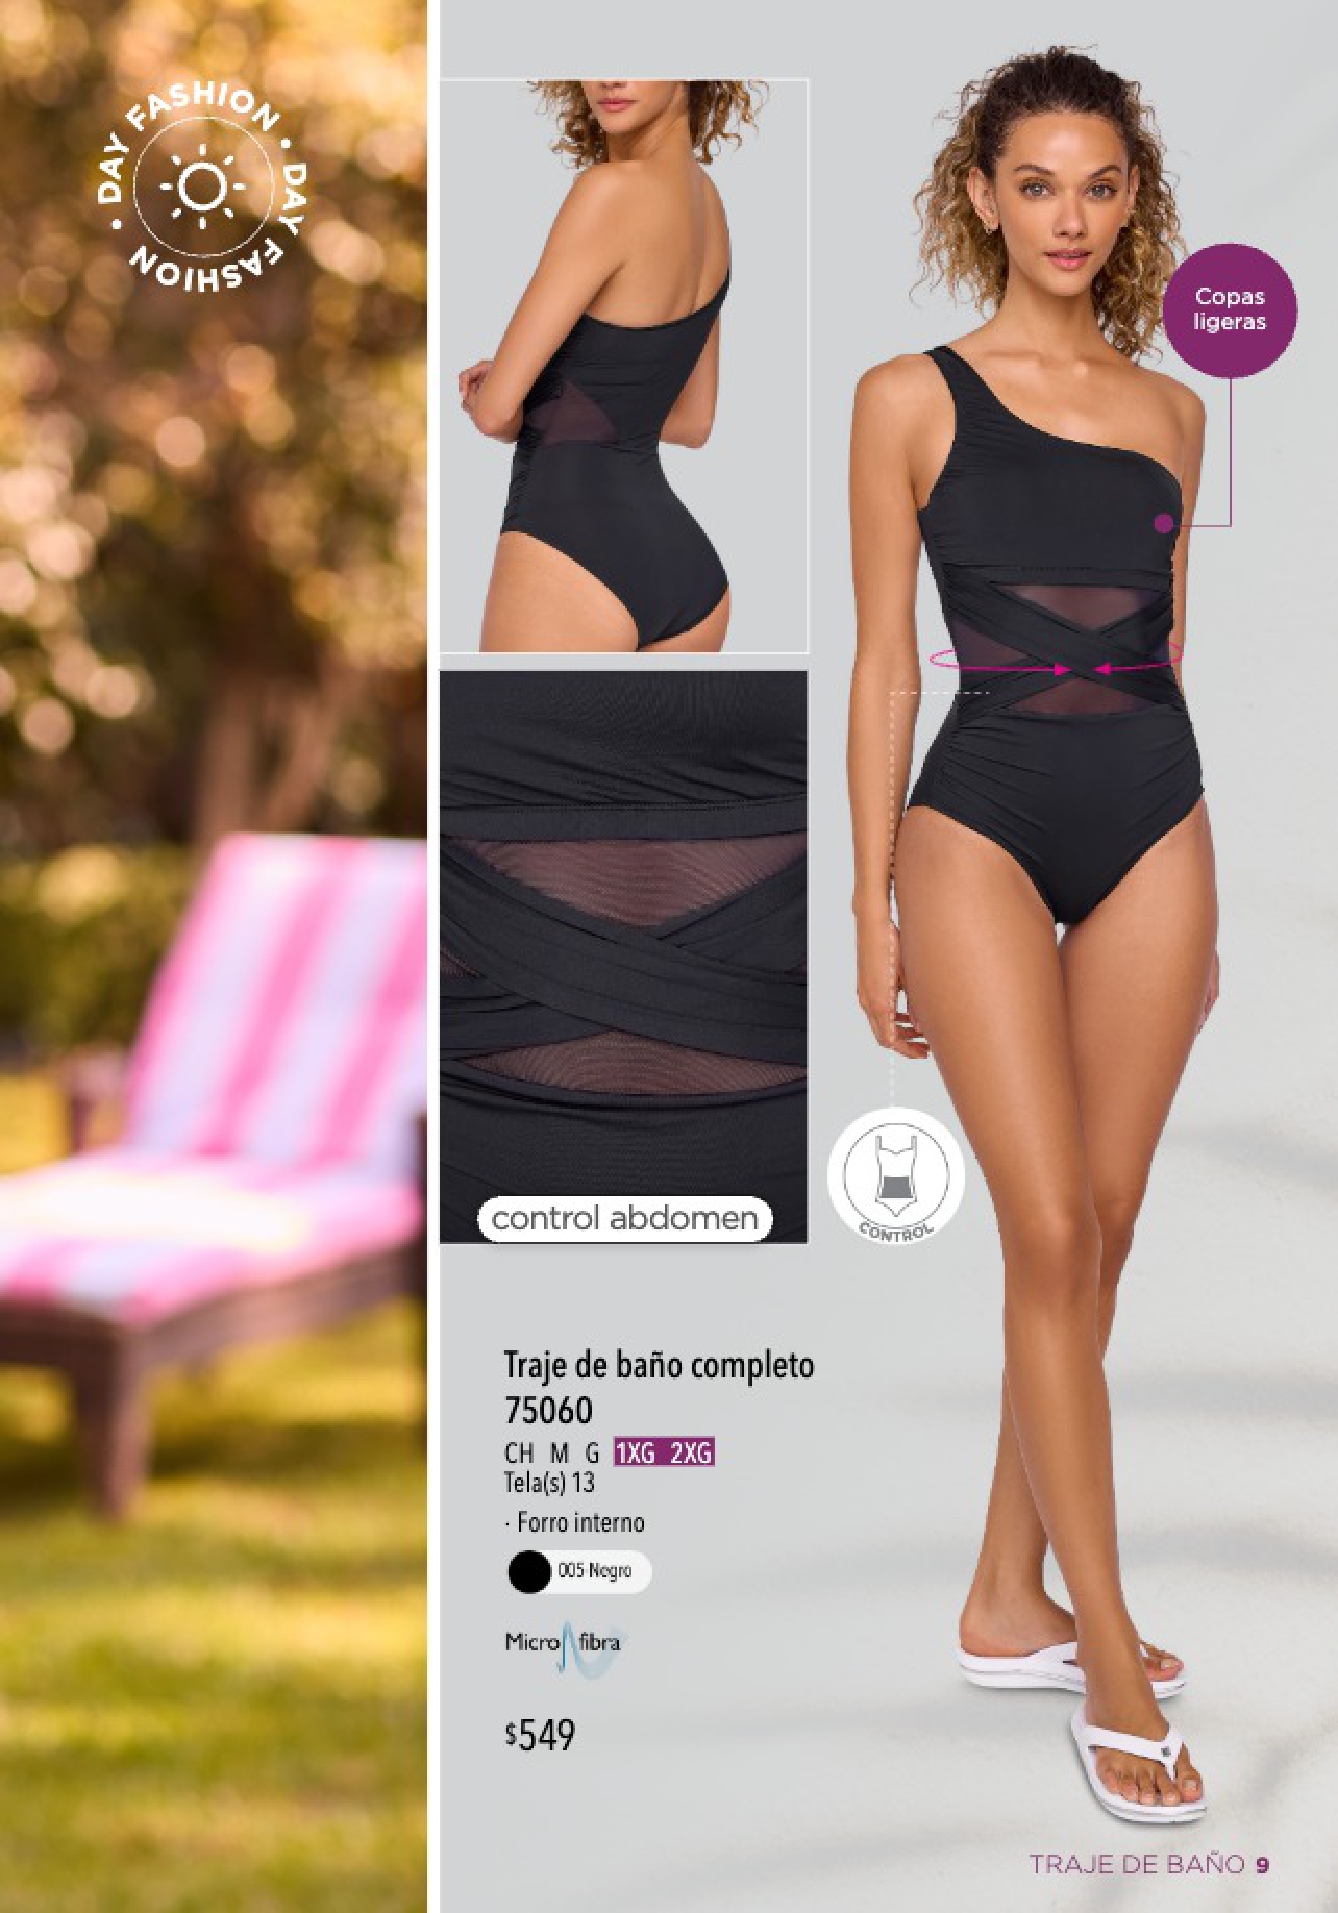 • DAY FASHION • DAY FASHION
Copas
ligeras
control abdomen
CONTROL
Traje de baño completo
75060
CH M G 1XG 2XG
Tela(s) 13
· Forro interno
005 Negro
Micro fibra
$549
TRAJE DE BAÑO 9